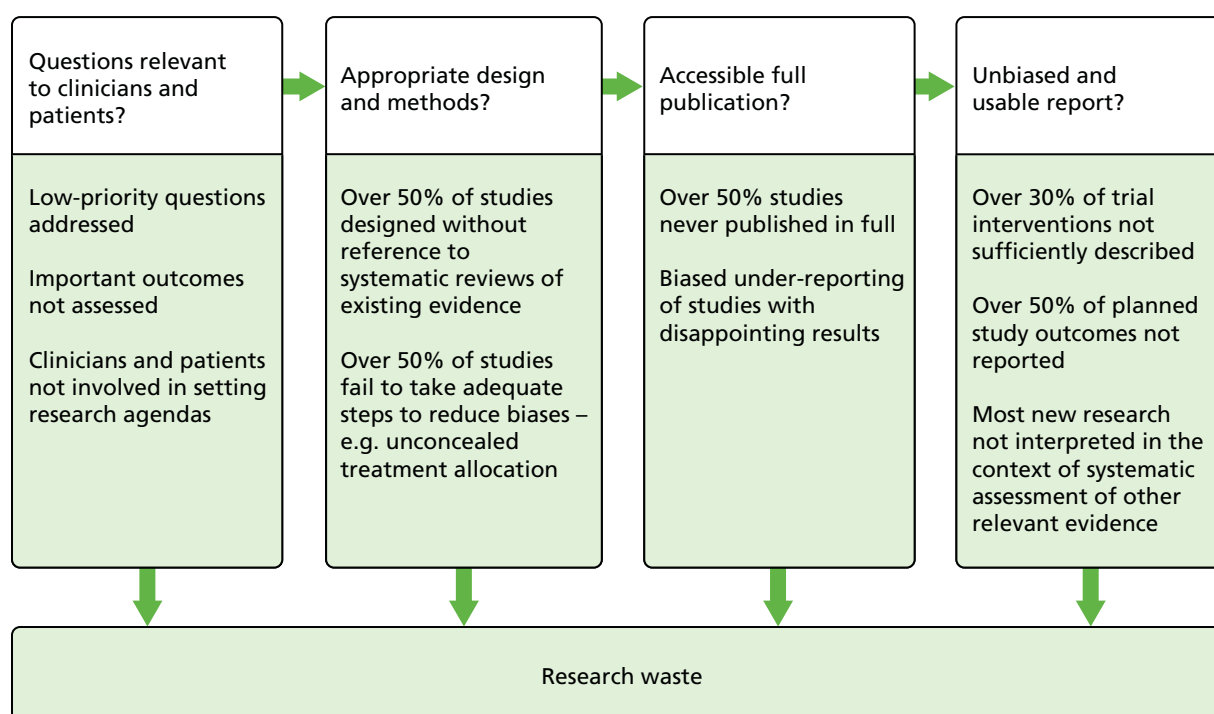 Questions relevant
to clinicians and
patients?
Low-priority questions
addressed
Important outcomes
not assessed
Clinicians and patients
not involved in setting
research agendas
Appropriate design
and methods?
Over 50% of studies
designed without
reference to
systematic reviews of
existing evidence
Over 50% of studies
fail to take adequate
steps to reduce biases –
e.g. unconcealed
treatment allocation
Accessible full
publication?
Over 50% studies
never published in full
Biased under-reporting
of studies with
disappointing results
Unbiased and
usable report?
Over 30% of trial
interventions not
sufficiently described
Over 50% of planned
study outcomes not
reported
Most new research
not interpreted in the
context of systematic
assessment of other
relevant evidence
Research waste